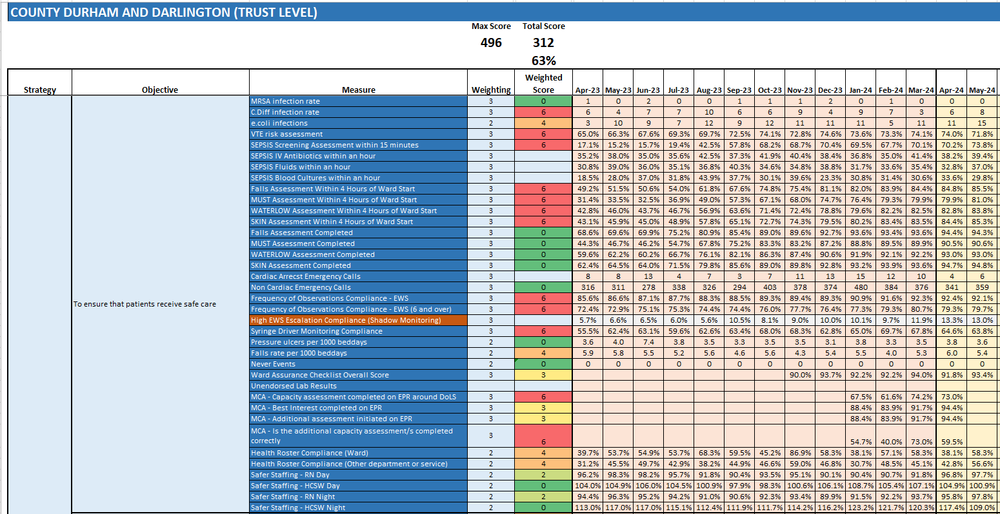 COUNTY DURHAM AND DARLINGTON (TRUST LEVEL)
Max Score Total Score
496 312
63%
Strategy Objective Measure Weighting Weighted Score Apr-23 May-23 Jun-23 Jul-23 Aug-23 Sep-23 Oct-23 Nov-23 Dec-23 Jan-24 Feb-24 Mar-24 Apr-24 May-24
MRSA infection rate 3 0 1 0 2 0 0 1 1 1 2 0 1 0 0 0
C.Diff infection rate 3 6 6 4 7 7 10 6 6 9 4 9 7 3 6 8
e.coli infections 2 4 3 10 9 7 12 9 12 11 11 11 5 11 11 15
VTE risk assessment 3 6 65.0% 66.3% 67.6% 69.3% 69.7% 72.5% 74.1% 72.8% 74.6% 73.6% 73.3% 74.1% 74.0% 71.8%
SEPSIS Screening Assessment within 15 minutes 3 6 17.1% 15.2% 15.7% 19.4% 42.5% 57.8% 68.2% 68.7% 70.4% 69.5% 67.7% 70.1% 70.2% 73.8%
SEPSIS IV Antibiotics within an hour 3 35.2% 38.0% 35.0% 35.6% 42.5% 37.3% 41.9% 40.4% 38.4% 36.8% 35.0% 41.4% 38.2% 39.4%
SEPSIS Fluids within an hour 3 30.8% 39.0% 36.0% 35.1% 36.8% 40.3% 34.6% 34.8% 38.8% 31.7% 33.6% 35.4% 32.8% 37.0%
SEPSIS Blood Cultures within an hour 3 18.5% 28.0% 37.0% 31.8% 43.9% 37.7% 30.1% 39.6% 23.3% 30.8% 31.4% 30.6% 33.6% 29.8%
Falls Assessment Within 4 Hours of Ward Start 3 6 49.2% 51.5% 50.6% 54.0% 61.8% 67.6% 74.8% 75.4% 81.1% 82.0% 83.9% 84.4% 84.8% 85.5%
MUST Assessment Within 4 Hours of Ward Start 3 6 31.4% 33.5% 32.5% 36.9% 49.0% 57.3% 67.1% 68.0% 74.7% 76.4% 79.3% 79.9% 79.9% 81.0%
WATERLOW Assessment Within 4 Hours of Ward Start 3 6 42.8% 46.0% 43.7% 46.7% 56.9% 63.6% 71.4% 72.4% 78.8% 79.6% 82.2% 82.5% 82.8% 83.8%
SKIN Assessment Within 4 Hours of Ward Start 3 6 43.1% 45.9% 45.0% 48.9% 57.8% 65.1% 72.7% 74.3% 79.5% 80.2% 83.4% 83.5% 84.4% 85.3%
Falls Assessment Completed 3 0 68.6% 69.6% 69.9% 75.2% 80.9% 85.4% 89.0% 89.6% 92.7% 93.6% 93.4% 93.6% 94.4% 94.3%
MUST Assessment Completed 3 0 44.3% 46.7% 46.2% 54.7% 67.8% 75.2% 83.3% 83.2% 87.2% 88.8% 89.5% 89.9% 90.5% 90.6%
WATERLOW Assessment Completed 3 0 59.6% 62.2% 60.2% 66.7% 76.1% 82.1% 86.3% 87.4% 90.6% 91.9% 92.1% 92.2% 93.0% 93.0%
SKIN Assessment Completed 3 0 62.4% 64.5% 64.0% 71.5% 79.8% 85.6% 89.0% 89.8% 92.8% 93.2% 93.9% 93.6% 94.7% 94.8%
Cardiac Arrecst Emergency Calls 3 8 8 13 4 7 3 7 11 13 15 12 10 4 6
Non Cardiac Emergency Calls 3 0 316 311 278 338 326 294 403 378 374 480 384 376 341 359
To ensure that patients receive safe care
Frequency of Observations Compliance - EWS 3 6 85.6% 86.6% 87.1% 87.7% 88.3% 88.5% 89.3% 89.4% 89.3% 90.9% 91.6% 92.3% 92.4% 92.1%
Frequency of Observations Compliance - EWS (6 and over) 3 6 72.4% 72.9% 75.1% 75.3% 74.4% 74.4% 76.0% 77.7% 76.4% 77.3% 79.3% 80.7% 79.3% 79.7%
High EWS Escalation Compliance (Shadow Monitoring) 3 5.7% 6.6% 6.5% 6.0% 5.6% 10.5% 8.1% 9.0% 10.0% 10.1% 9.7% 11.9% 13.3% 13.0%
Syringe Driver Monitoring Compliance 3 6 55.5% 62.4% 63.1% 59.6% 62.6% 63.4% 68.0% 68.3% 62.8% 65.0% 69.7% 67.8% 64.6% 63.8%
Pressure ulcers per 1000 beddays 2 0 3.6 4.0 7.4 3.8 3.5 3.3 3.5 3.5 3.1 3.8 3.3 3.5 3.8 3.6
Falls rate per 1000 beddays 2 4 5.9 5.8 5.5 5.2 5.6 4.6 5.6 4.3 5.4 5.5 4.0 5.3 6.0 5.4
Never Events 2 0 0 0 0 0 0 0 0 0 0 0 0 0 0 0
Ward Assurance Checklist Overall Score 3 3 90.0% 93.7% 92.2% 92.2% 94.0% 91.8% 93.4%
Unendorsed Lab Results
MCA - Capacity assessment completed on EPR around DoLS 3 6 67.5% 61.6% 74.2% 73.0%
MCA - Best Interest completed on EPR 3 3 88.4% 83.9% 91.7% 94.4%
MCA - Additional assessment initiated on EPR 3 3 88.4% 83.9% 91.7% 94.4%
MCA - Is the additional capacity assessment/s completed
correctly 3 6 54.7% 40.0% 73.0% 59.5%
Health Roster Compliance (Ward) 2 4 39.7% 53.7% 54.9% 53.7% 68.3% 59.5% 45.2% 86.9% 58.3% 38.1% 57.1% 58.3% 38.1% 58.3%
Health Roster Compliance (Other department or service) 2 4 31.2% 45.5% 49.7% 42.9% 38.2% 44.9% 46.6% 59.0% 46.8% 30.7% 48.5% 45.1% 42.8% 56.6%
Safer Staffing - RN Day 2 2 96.2% 98.3% 98.2% 95.7% 91.8% 90.4% 93.5% 95.1% 90.1% 90.4% 90.7% 91.8% 96.8% 97.7%
Safer Staffing - HCSW Day 2 0 104.0% 104.9% 106.0% 104.5% 100.9% 97.9% 98.3% 100.6% 106.1% 108.7% 105.4% 107.1% 104.9% 100.9%
Safer Staffing - RN Night 2 2 94.4% 96.3% 95.2% 94.2% 91.0% 90.6% 92.3% 93.4% 89.9% 91.5% 92.2% 93.7% 95.8% 97.8%
Safer Staffing - HCSW Night 2 0 113.0% 117.0% 117.0% 115.1% 112.4% 111.9% 111.7% 114.2% 116.2% 123.2% 121.7% 120.3% 117.4% 109.0%